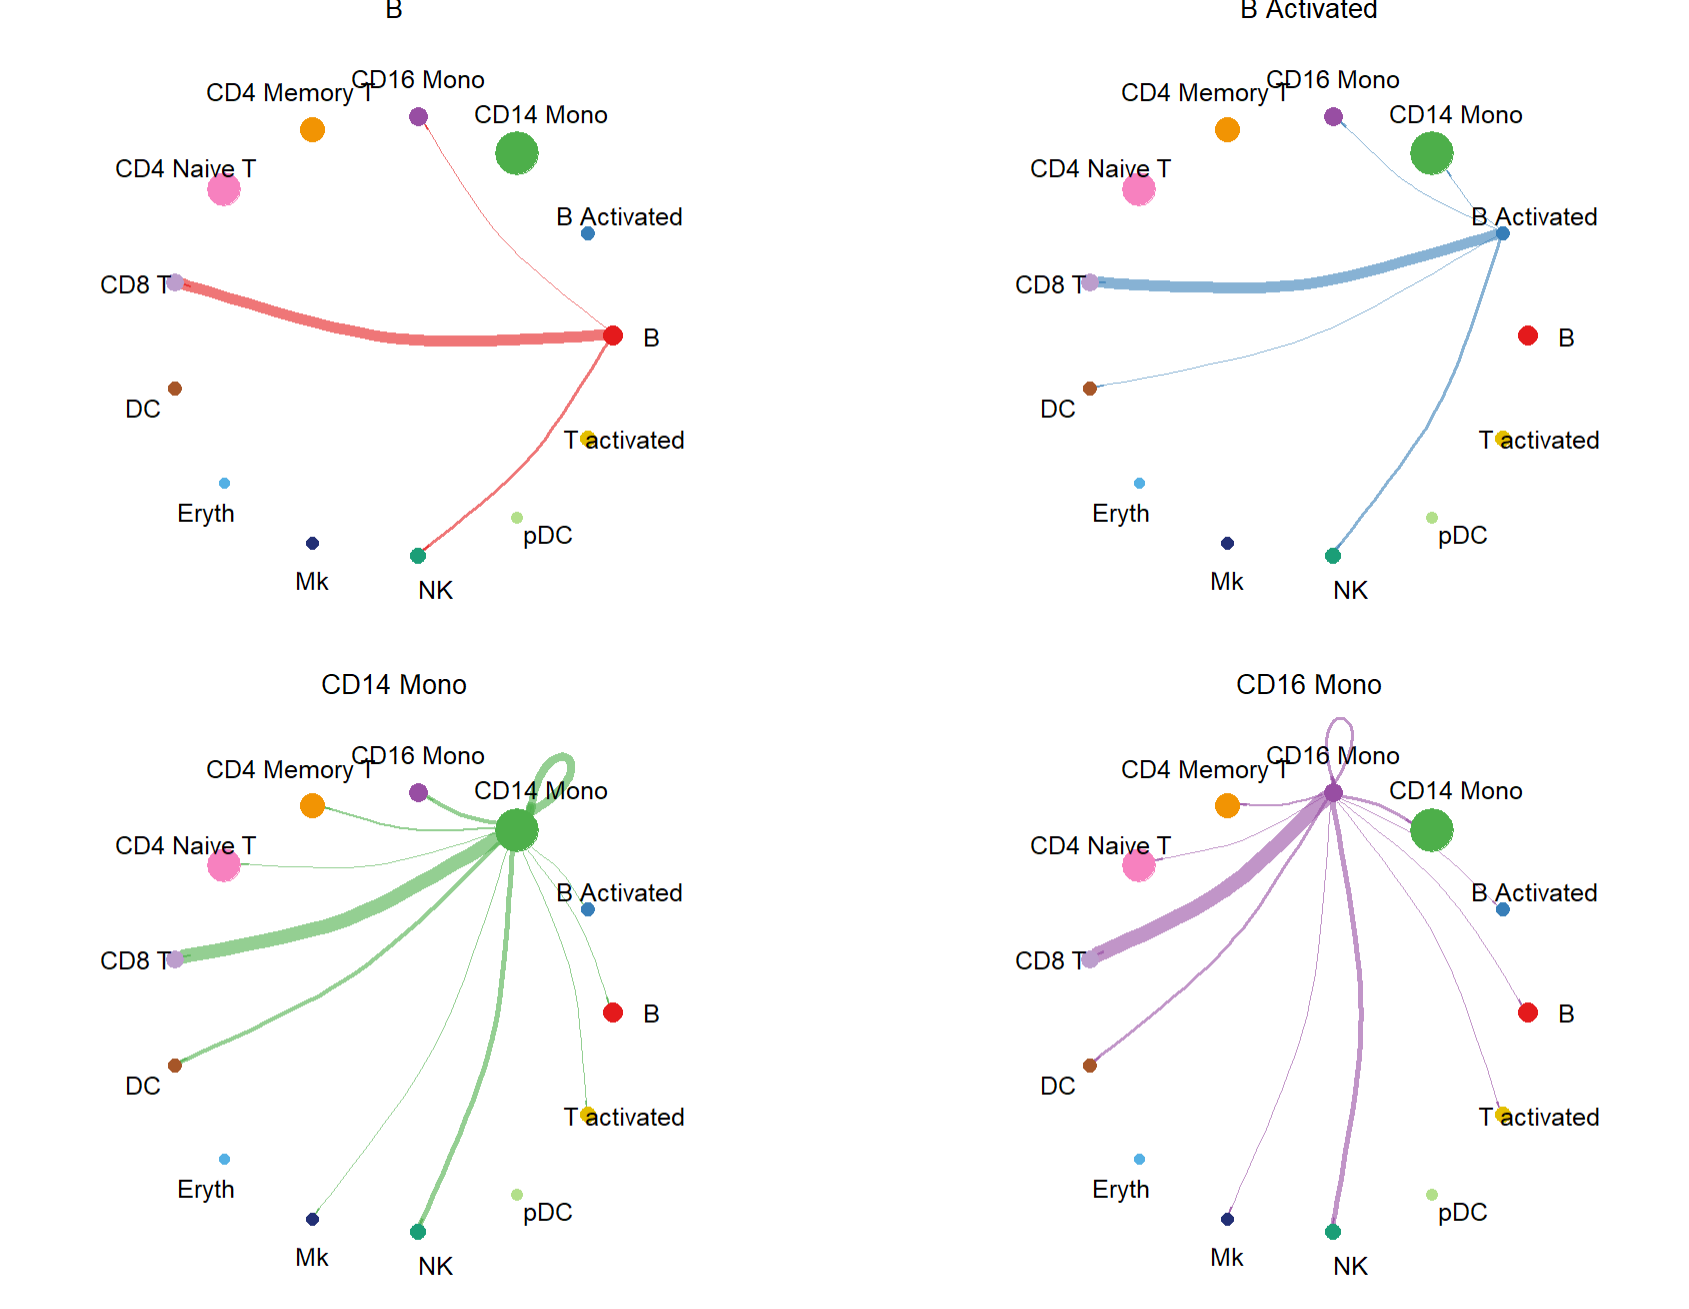 B
CD16 Mono
CD4 Memory T
CD14 Mono
CD4 Naive T
B Activated
CD8 T
B
DC
T activated
Eryth
pDC
Mk
NK
B Activated
CD16 Mono
CD4 Memory T
CD14 Mono
CD4 Naive T
B Activated
CD8 T
B
DC
T activated
Eryth
pDC
Mk
NK
CD14 Mono
CD16 Mono
CD4 Memory T
CD14 Mono
CD4 Naive T
B Activated
CD8 T
B
DC
T activated
Eryth
pDC
Mk
NK
CD16 Mono
CD16 Mono
CD4 Memory T
CD14 Mono
CD4 Naive T
B Activated
CD8 T
B
DC
T activated
Eryth
pDC
Mk
NK